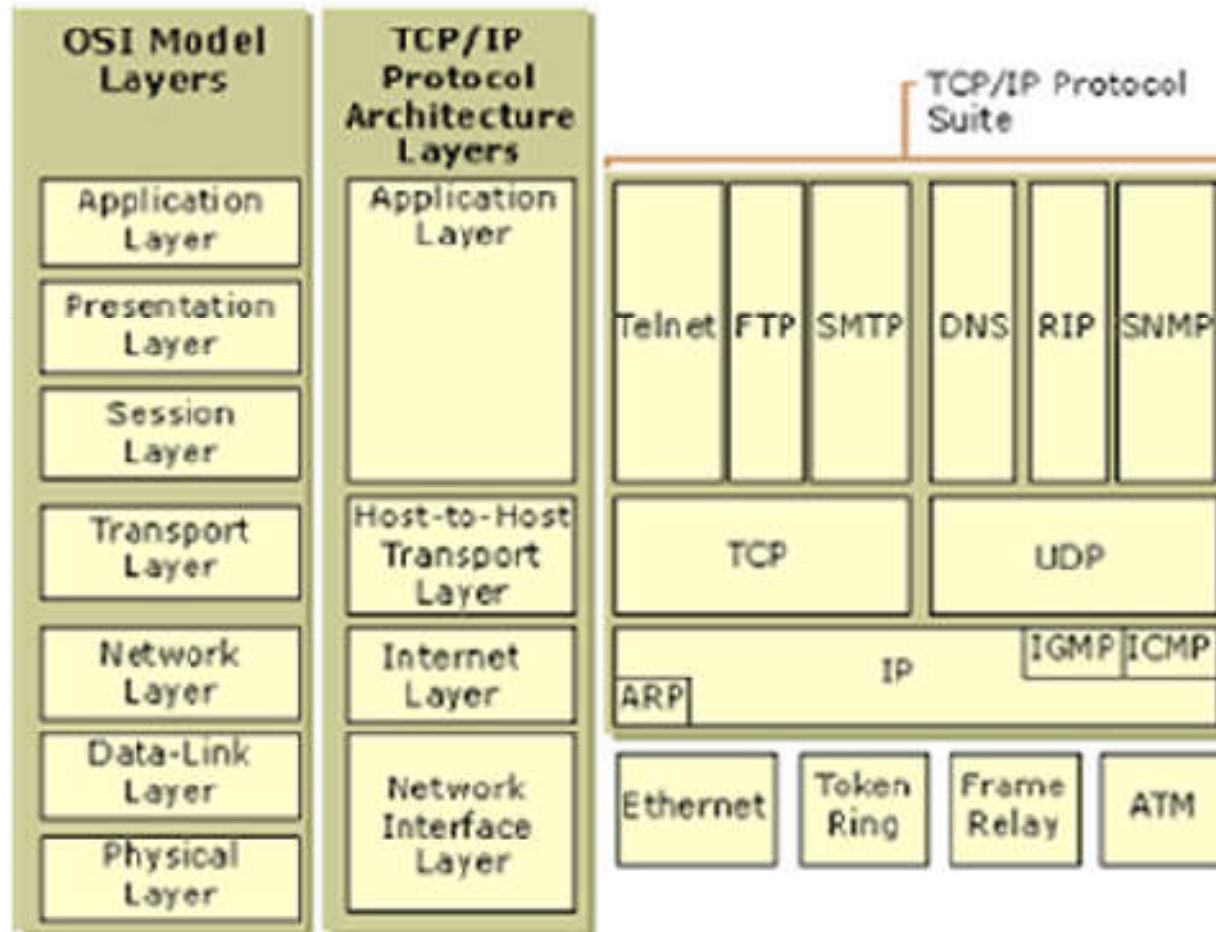 OSI Model
Layers
Application
Layer
Presentation
Layer
Session
Layer
Transport
Layer
Network
Layer
Data-Link
Layer
Physical
Layer
TCP/IP
Protocol
Architecture
Layers
Application
Layer
Host-to-Host
Transport
Layer
Internet
Layer
Network
Interface
Layer
TCP/IP Protocol
Suite
Telnet
FTP
SMTP
DNS
RIP
SNMP
TCP
UDP
IP
IGMP
ICMP
ARP
Ethernet
Token
Ring
Frame
Relay
ATM